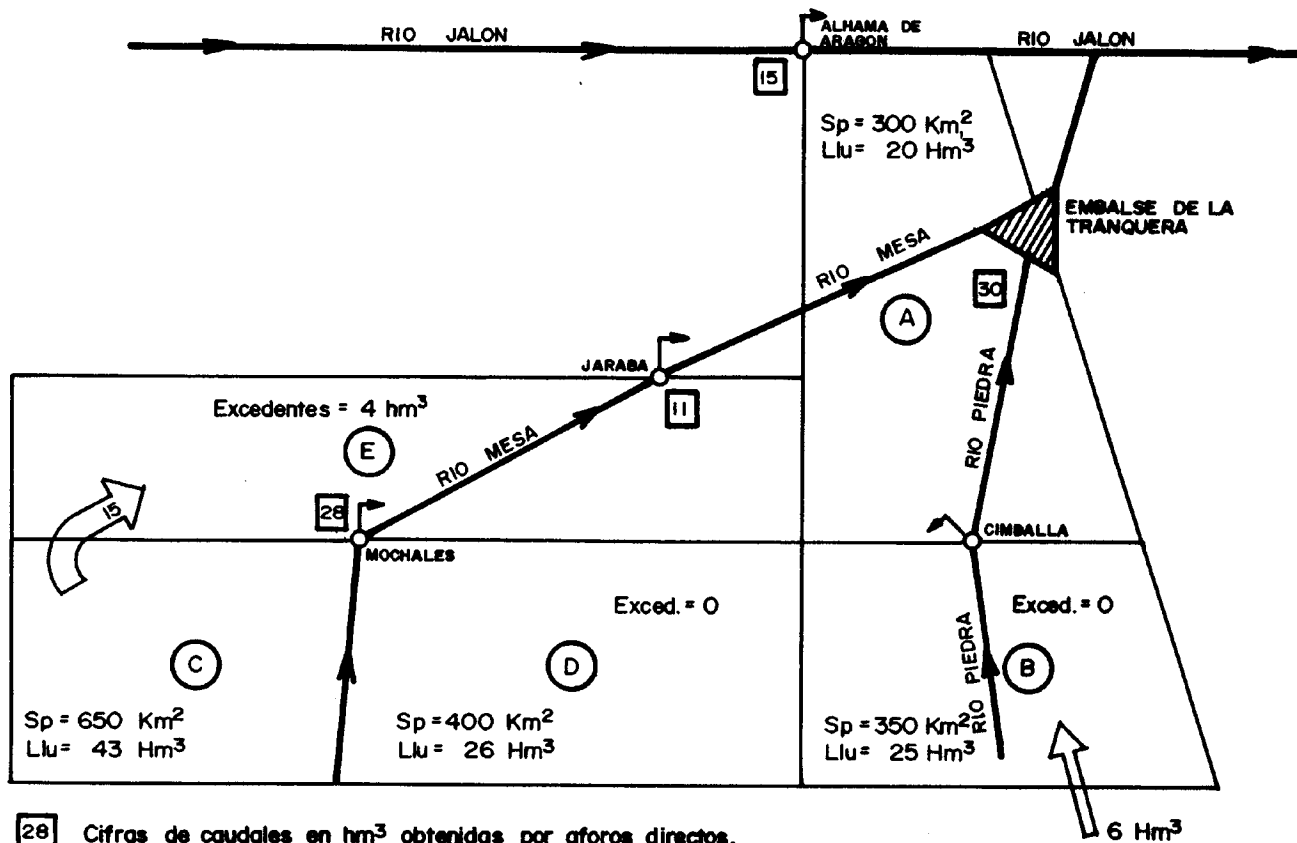 RIO JALON
ALHAMA DE
ARAGON
RIO JALON
15
Sp = 300 Km²
Llu = 20 Hm³
EMBALSE DE LA
TRANQUERA
RIO MESA
30
A
JARABA
11
Excedentes = 4 hm³
E
RIO MESA
RIO PIEDRA
15
28
MOCHALES
CIMBALLA
Exced. = 0
Exced. = 0
C
D
RIO PIEDRA
B
Sp = 650 Km²
Llu = 43 Hm³
Sp = 400 Km²
Llu = 26 Hm³
Sp = 350 Km²
Llu = 25 Hm³
6 Hm³
28 Cifras de caudales en hm³ obtenidas por aforos directos.